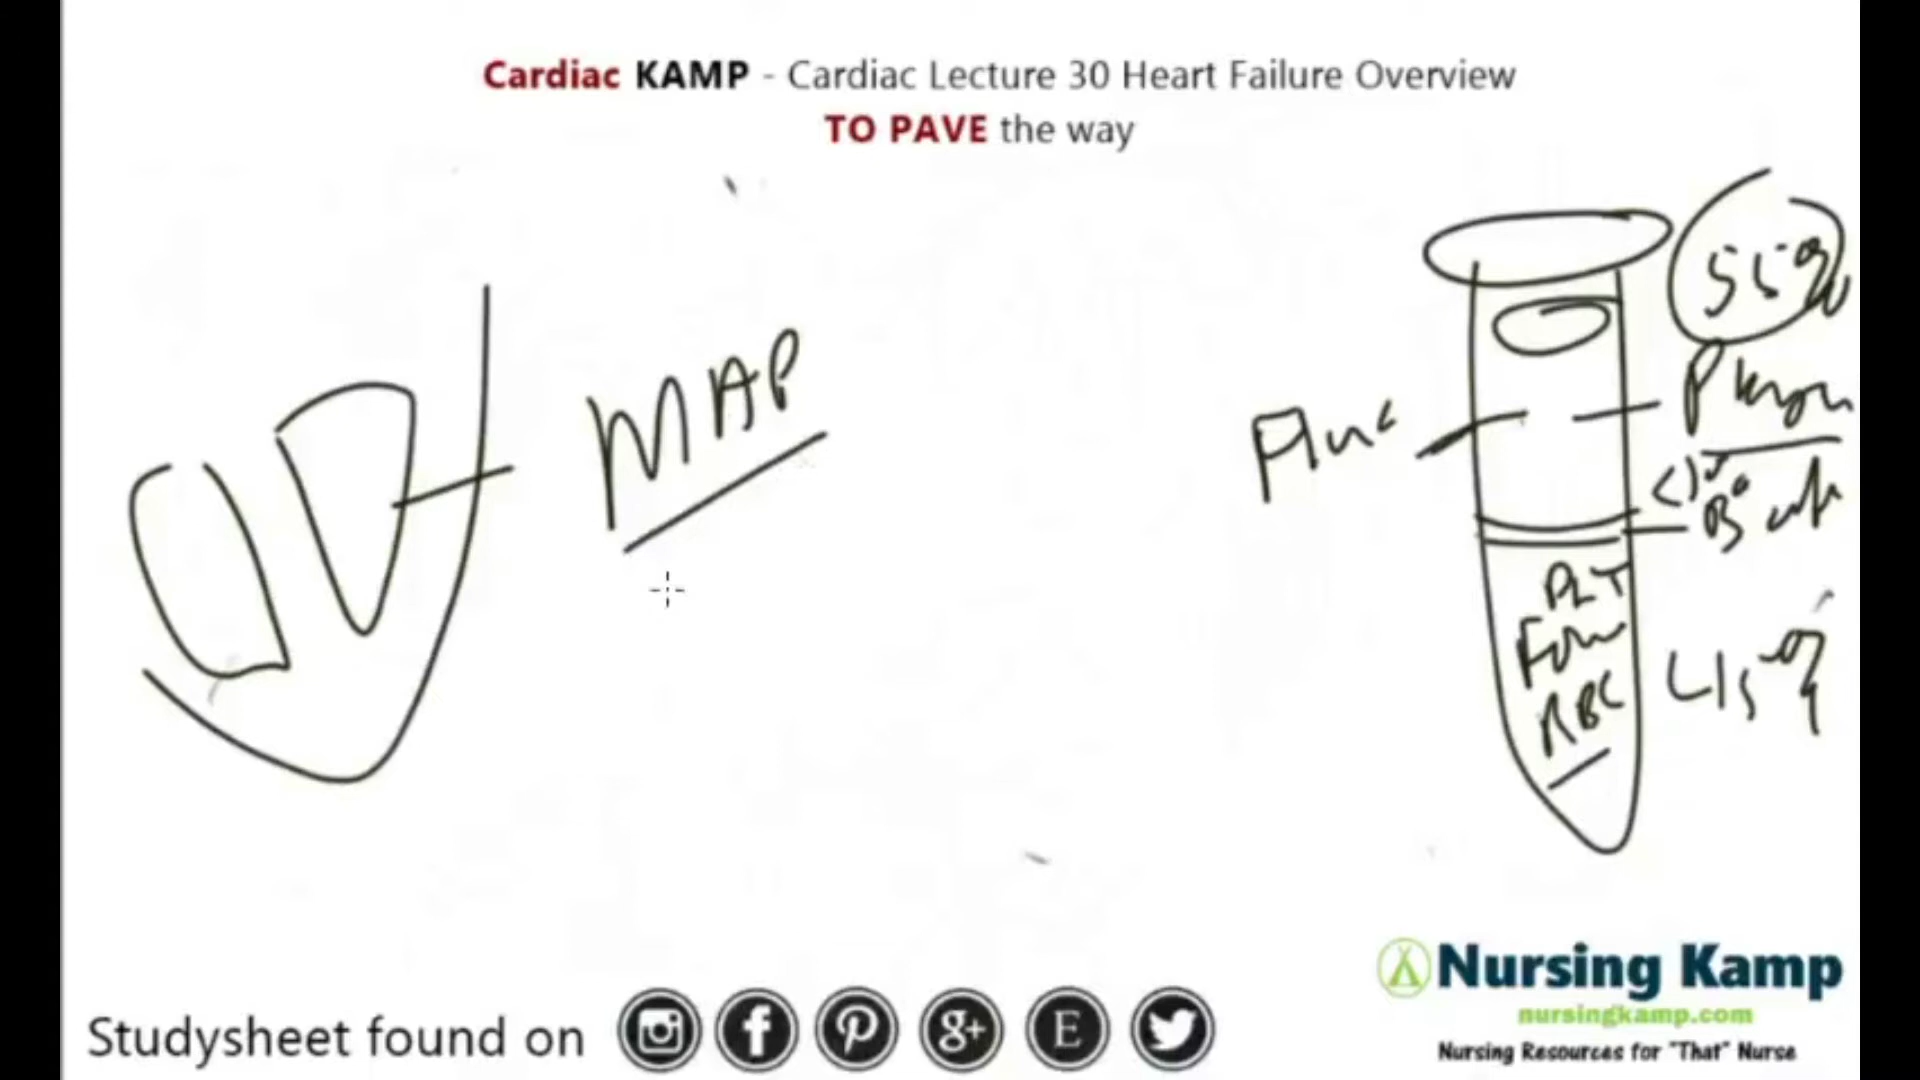 Cardiac KAMP - Cardiac Lecture 30 Heart Failure Overview
TO PAVE the way
55%
MAP
PLT
RBC
Nursing Kamp
nursingkamp.com
Nursing Resources for "That" Nurse
Studysheet found on
E